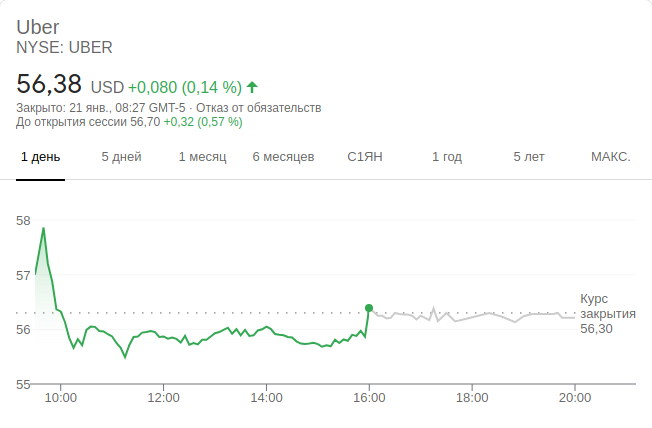 Uber
NYSE: UBER
56,38 USD +0,080 (0,14 %)
Закрыто: 21 янв., 08:27 GMT-5 · Отказ от обязательств
До открытия сессии 56,70 +0,32 (0,57 %)
1 день 5 дней 1 месяц 6 месяцев С1ЯН 1 год 5 лет МАКС.
58
57
56
55
Курс
закрытия
56,30
10:00 12:00 14:00 16:00 18:00 20:00